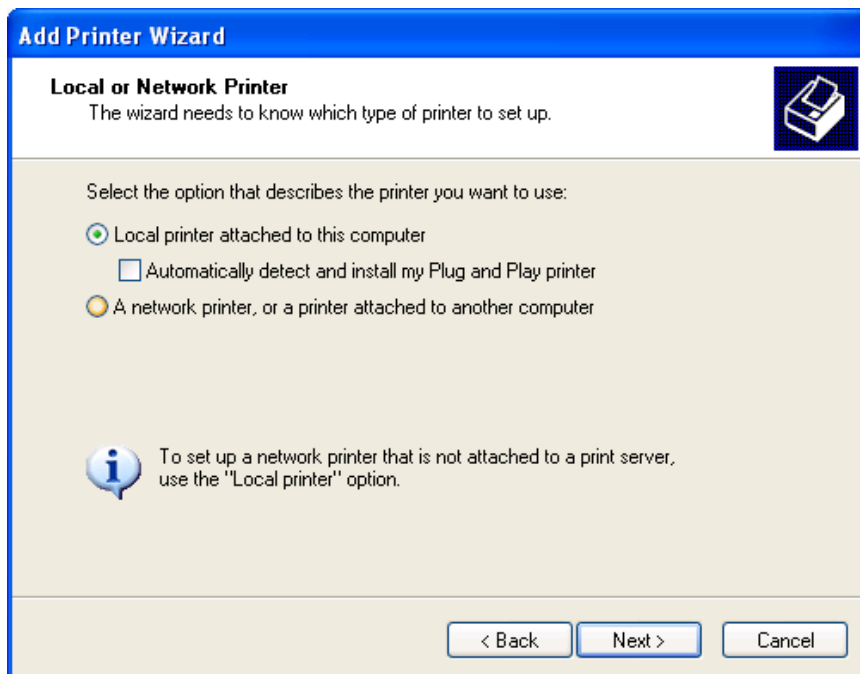 Add Printer Wizard
Local or Network Printer
The wizard needs to know which type of printer to set up.
Select the option that describes the printer you want to use:
Local printer attached to this computer
Automatically detect and install my Plug and Play printer
A network printer, or a printer attached to another computer
To set up a network printer that is not attached to a print server,
use the "Local printer" option.
< Back Next > Cancel